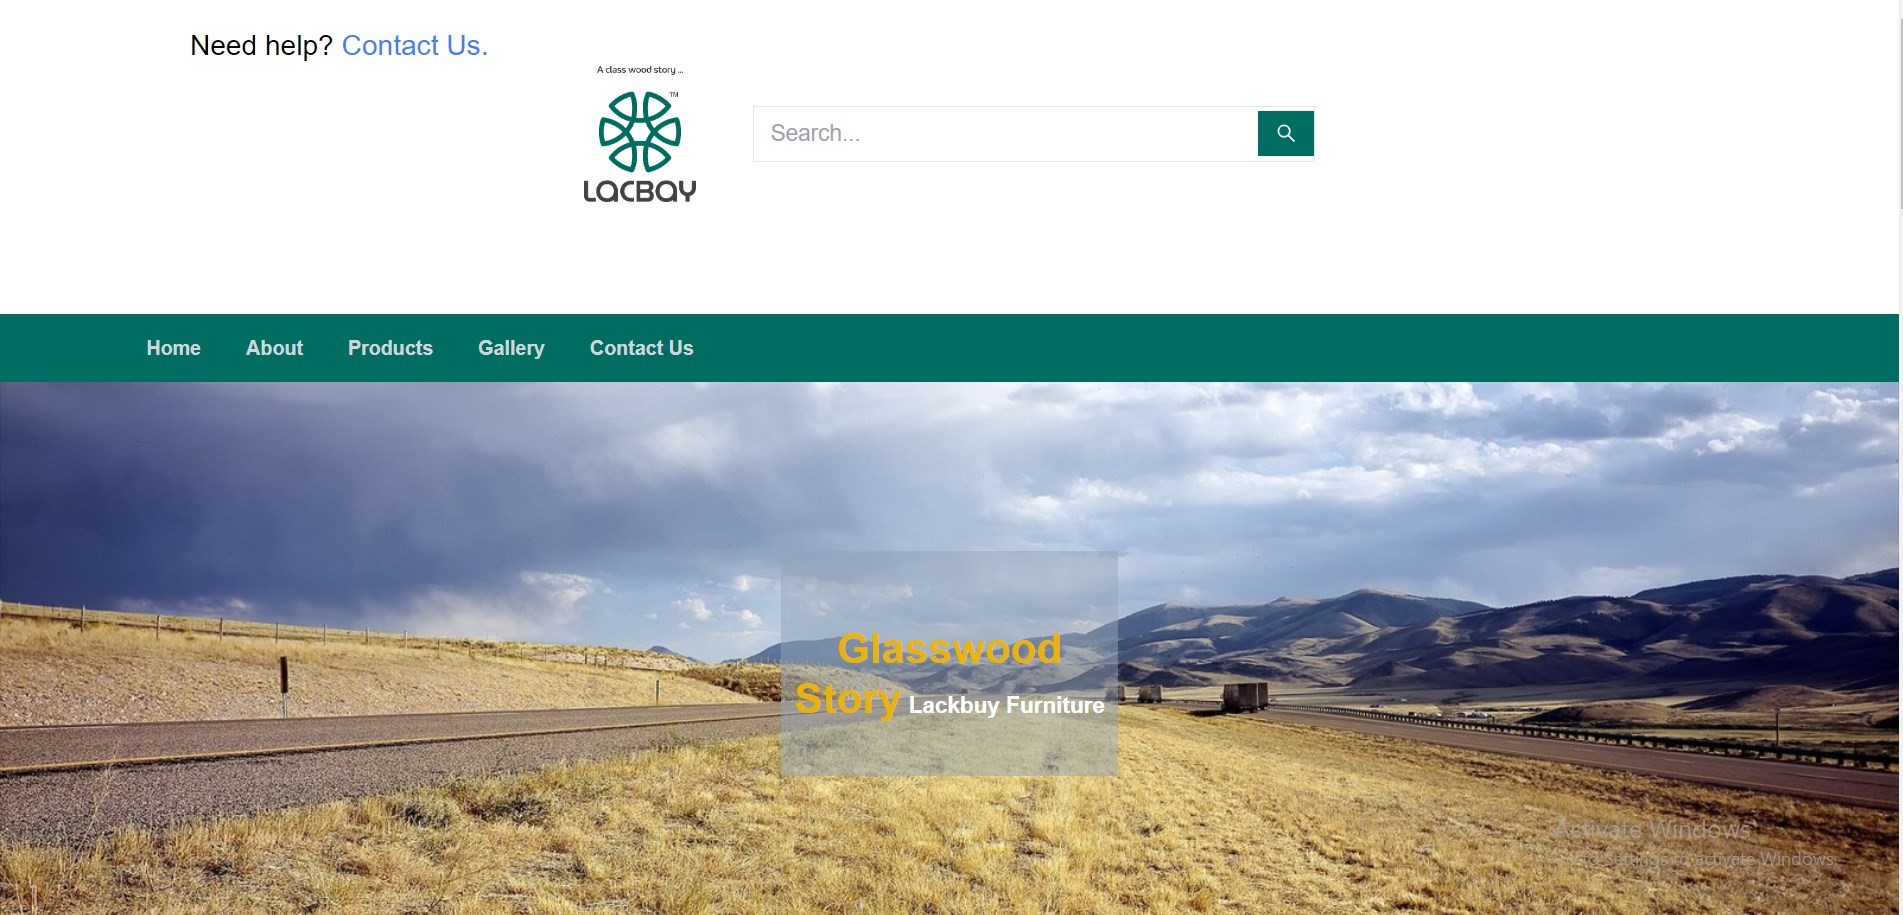 Need help? Contact Us.
A class wood story ...
TM
LACBAY
Search...
Home
About
Products
Gallery
Contact Us
Glasswood
Story Lackbuy Furniture
Activate Windows
Go to Settings to activate Windows.